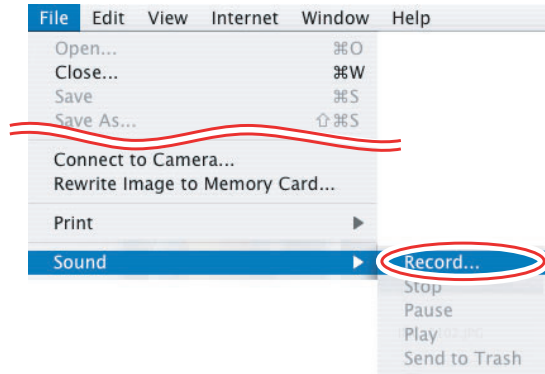 File Edit View Internet Window Help
Open... ⌘O
Close... ⌘W
Save ⌘S
Save As... ⇧⌘S
Connect to Camera...
Rewrite Image to Memory Card...
Print
Sound
Record...
Stop
Pause
Play
Send to Trash